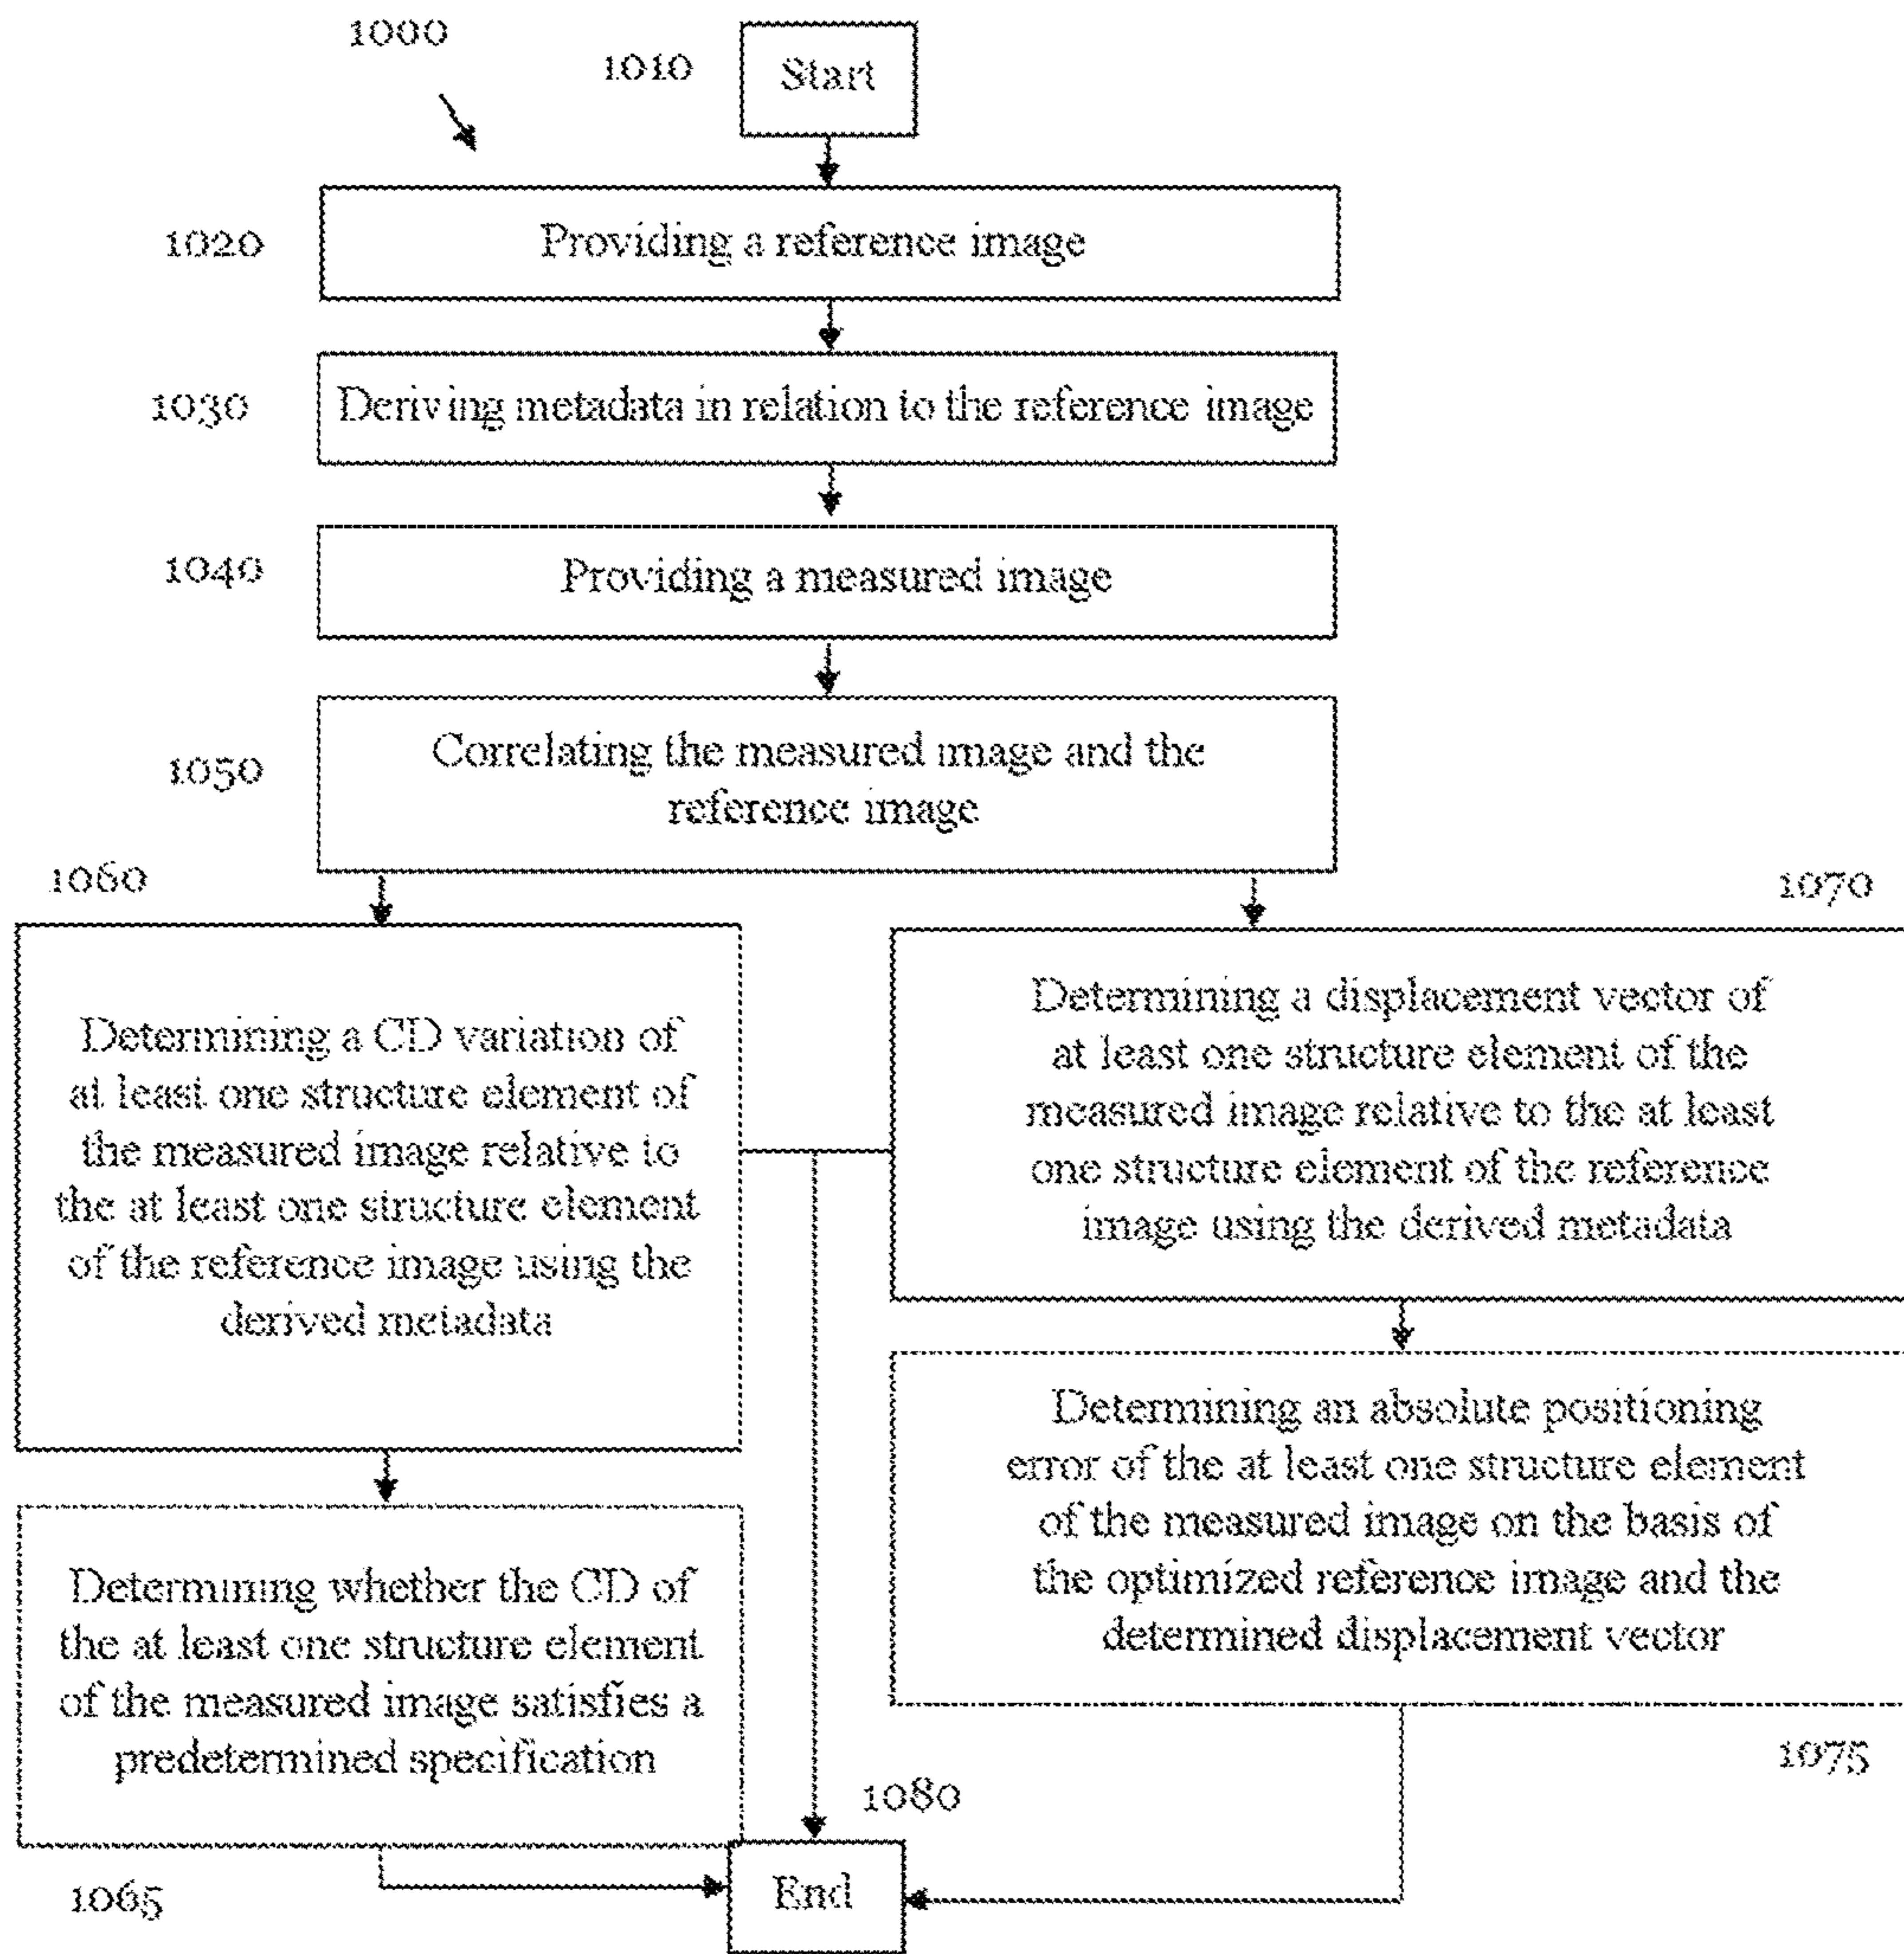 1000
1010
Start
1020
Providing a reference image
1030
Deriving metadata in relation to the reference image
1040
Providing a measured image
1050
Correlating the measured image and the
reference image
1060
Determining a CD variation of
at least one structure element of
the measured image relative to
the at least one structure element
of the reference image using the
derived metadata
1070
Determining a displacement vector of
at least one structure element of the
measured image relative to the at least
one structure element of the reference
image using the derived metadata
Determining whether the CD of
the at least one structure element
of the measured image satisfies a
predetermined specification
1065
Determining an absolute positioning
error of the at least one structure element
of the measured image on the basis of
the optimized reference image and the
determined displacement vector
1075
1080
End